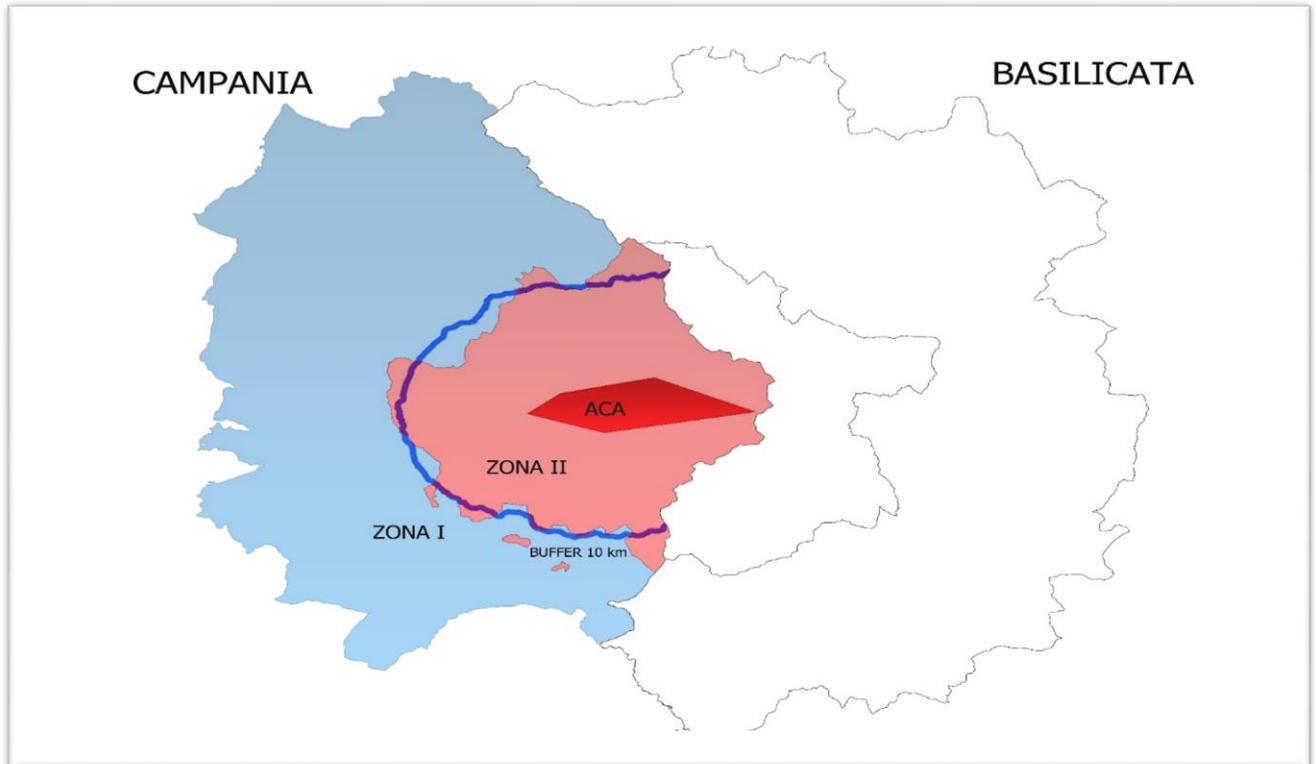 CAMPANIA
BASILICATA
ACA
ZONA II
ZONA I
BUFFER 10 km